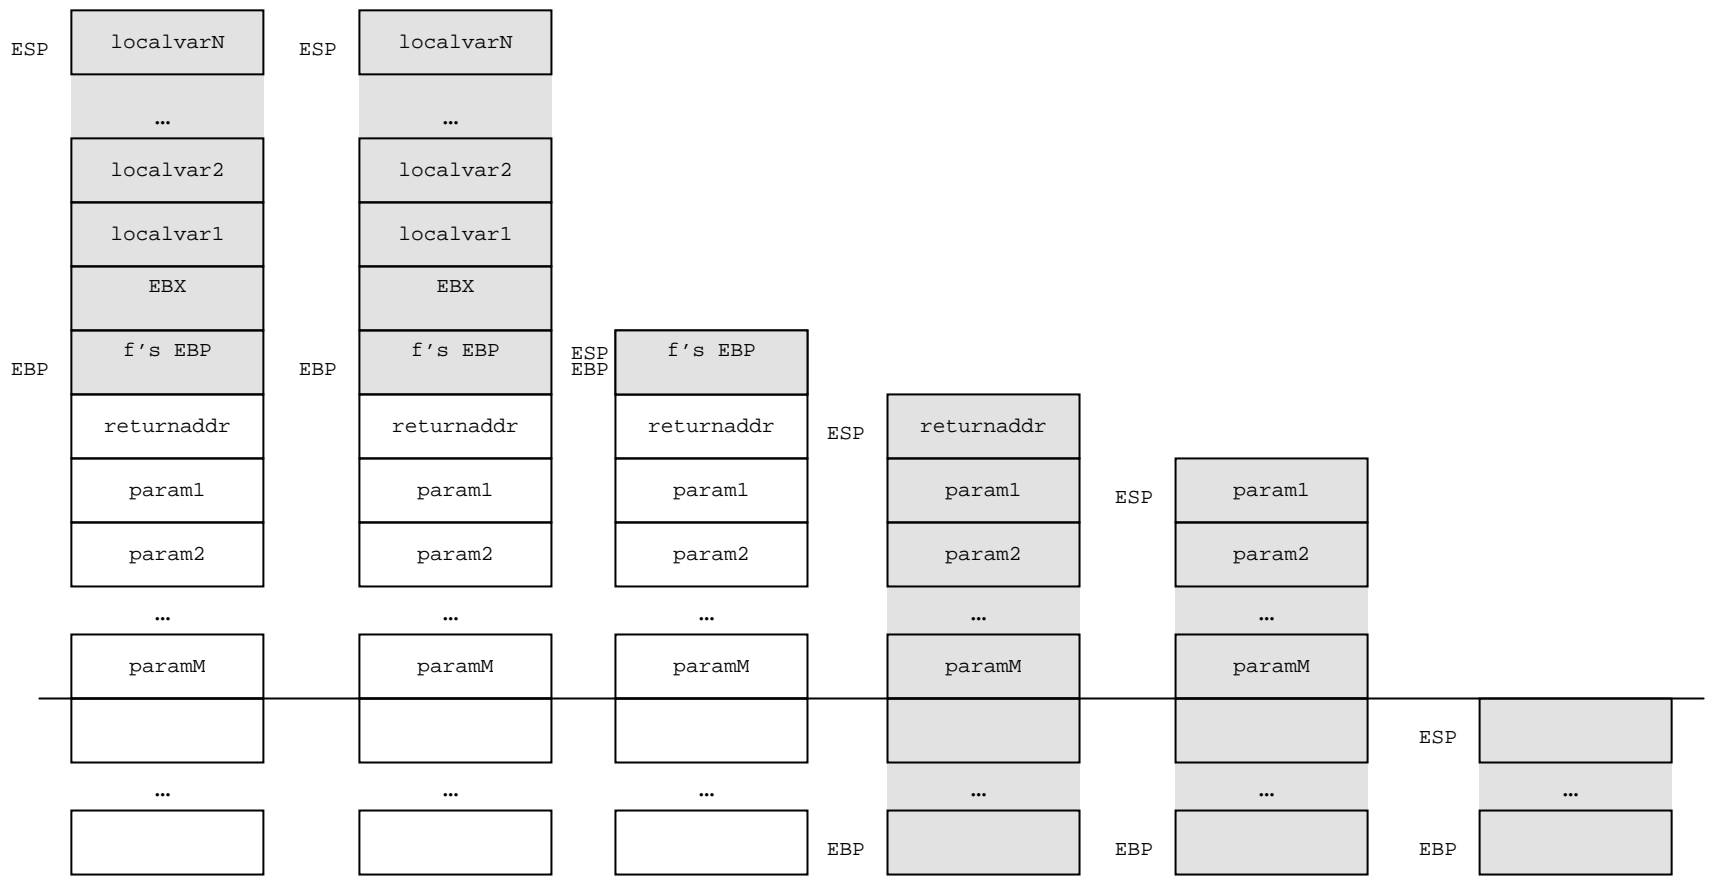 ESP localvarN ESP localvarN
… …
localvar2 localvar2
localvar1 localvar1
EBX EBX
f's EBP f's EBP ESP f's EBP
EBP EBP EBP
returnaddr returnaddr returnaddr ESP returnaddr
param1 param1 param1 param1 ESP param1
param2 param2 param2 param2 param2
… … … … …
paramM paramM paramM paramM paramM
ESP
… … … … … …
EBP EBP EBP